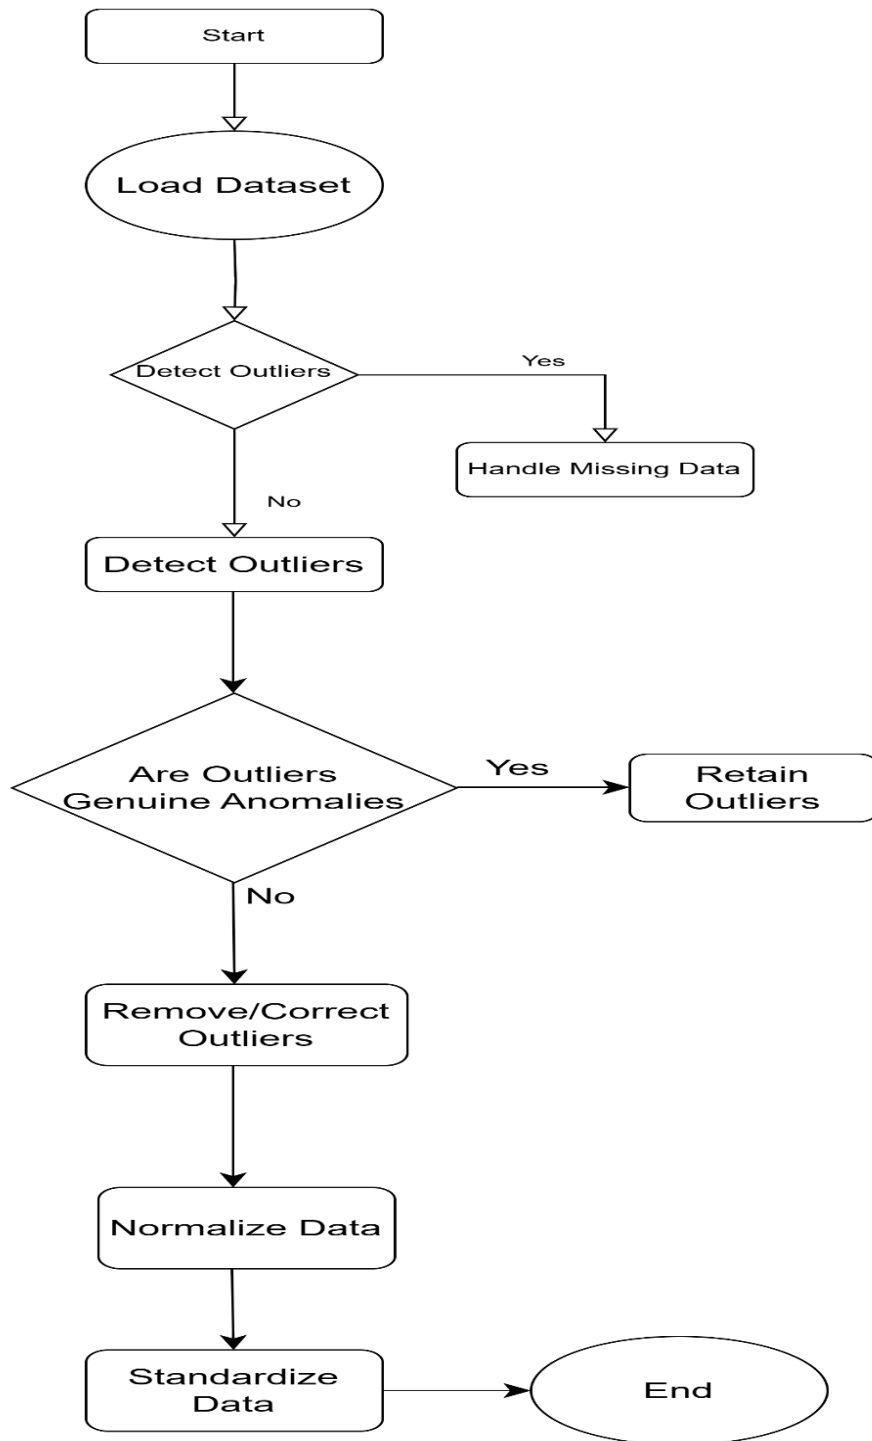 Start
Load Dataset
Detect Outliers
Yes
Handle Missing Data
No
Detect Outliers
Are Outliers
Genuine Anomalies
Yes
Retain
Outliers
No
Remove/Correct
Outliers
Normalize Data
Standardize
Data
End